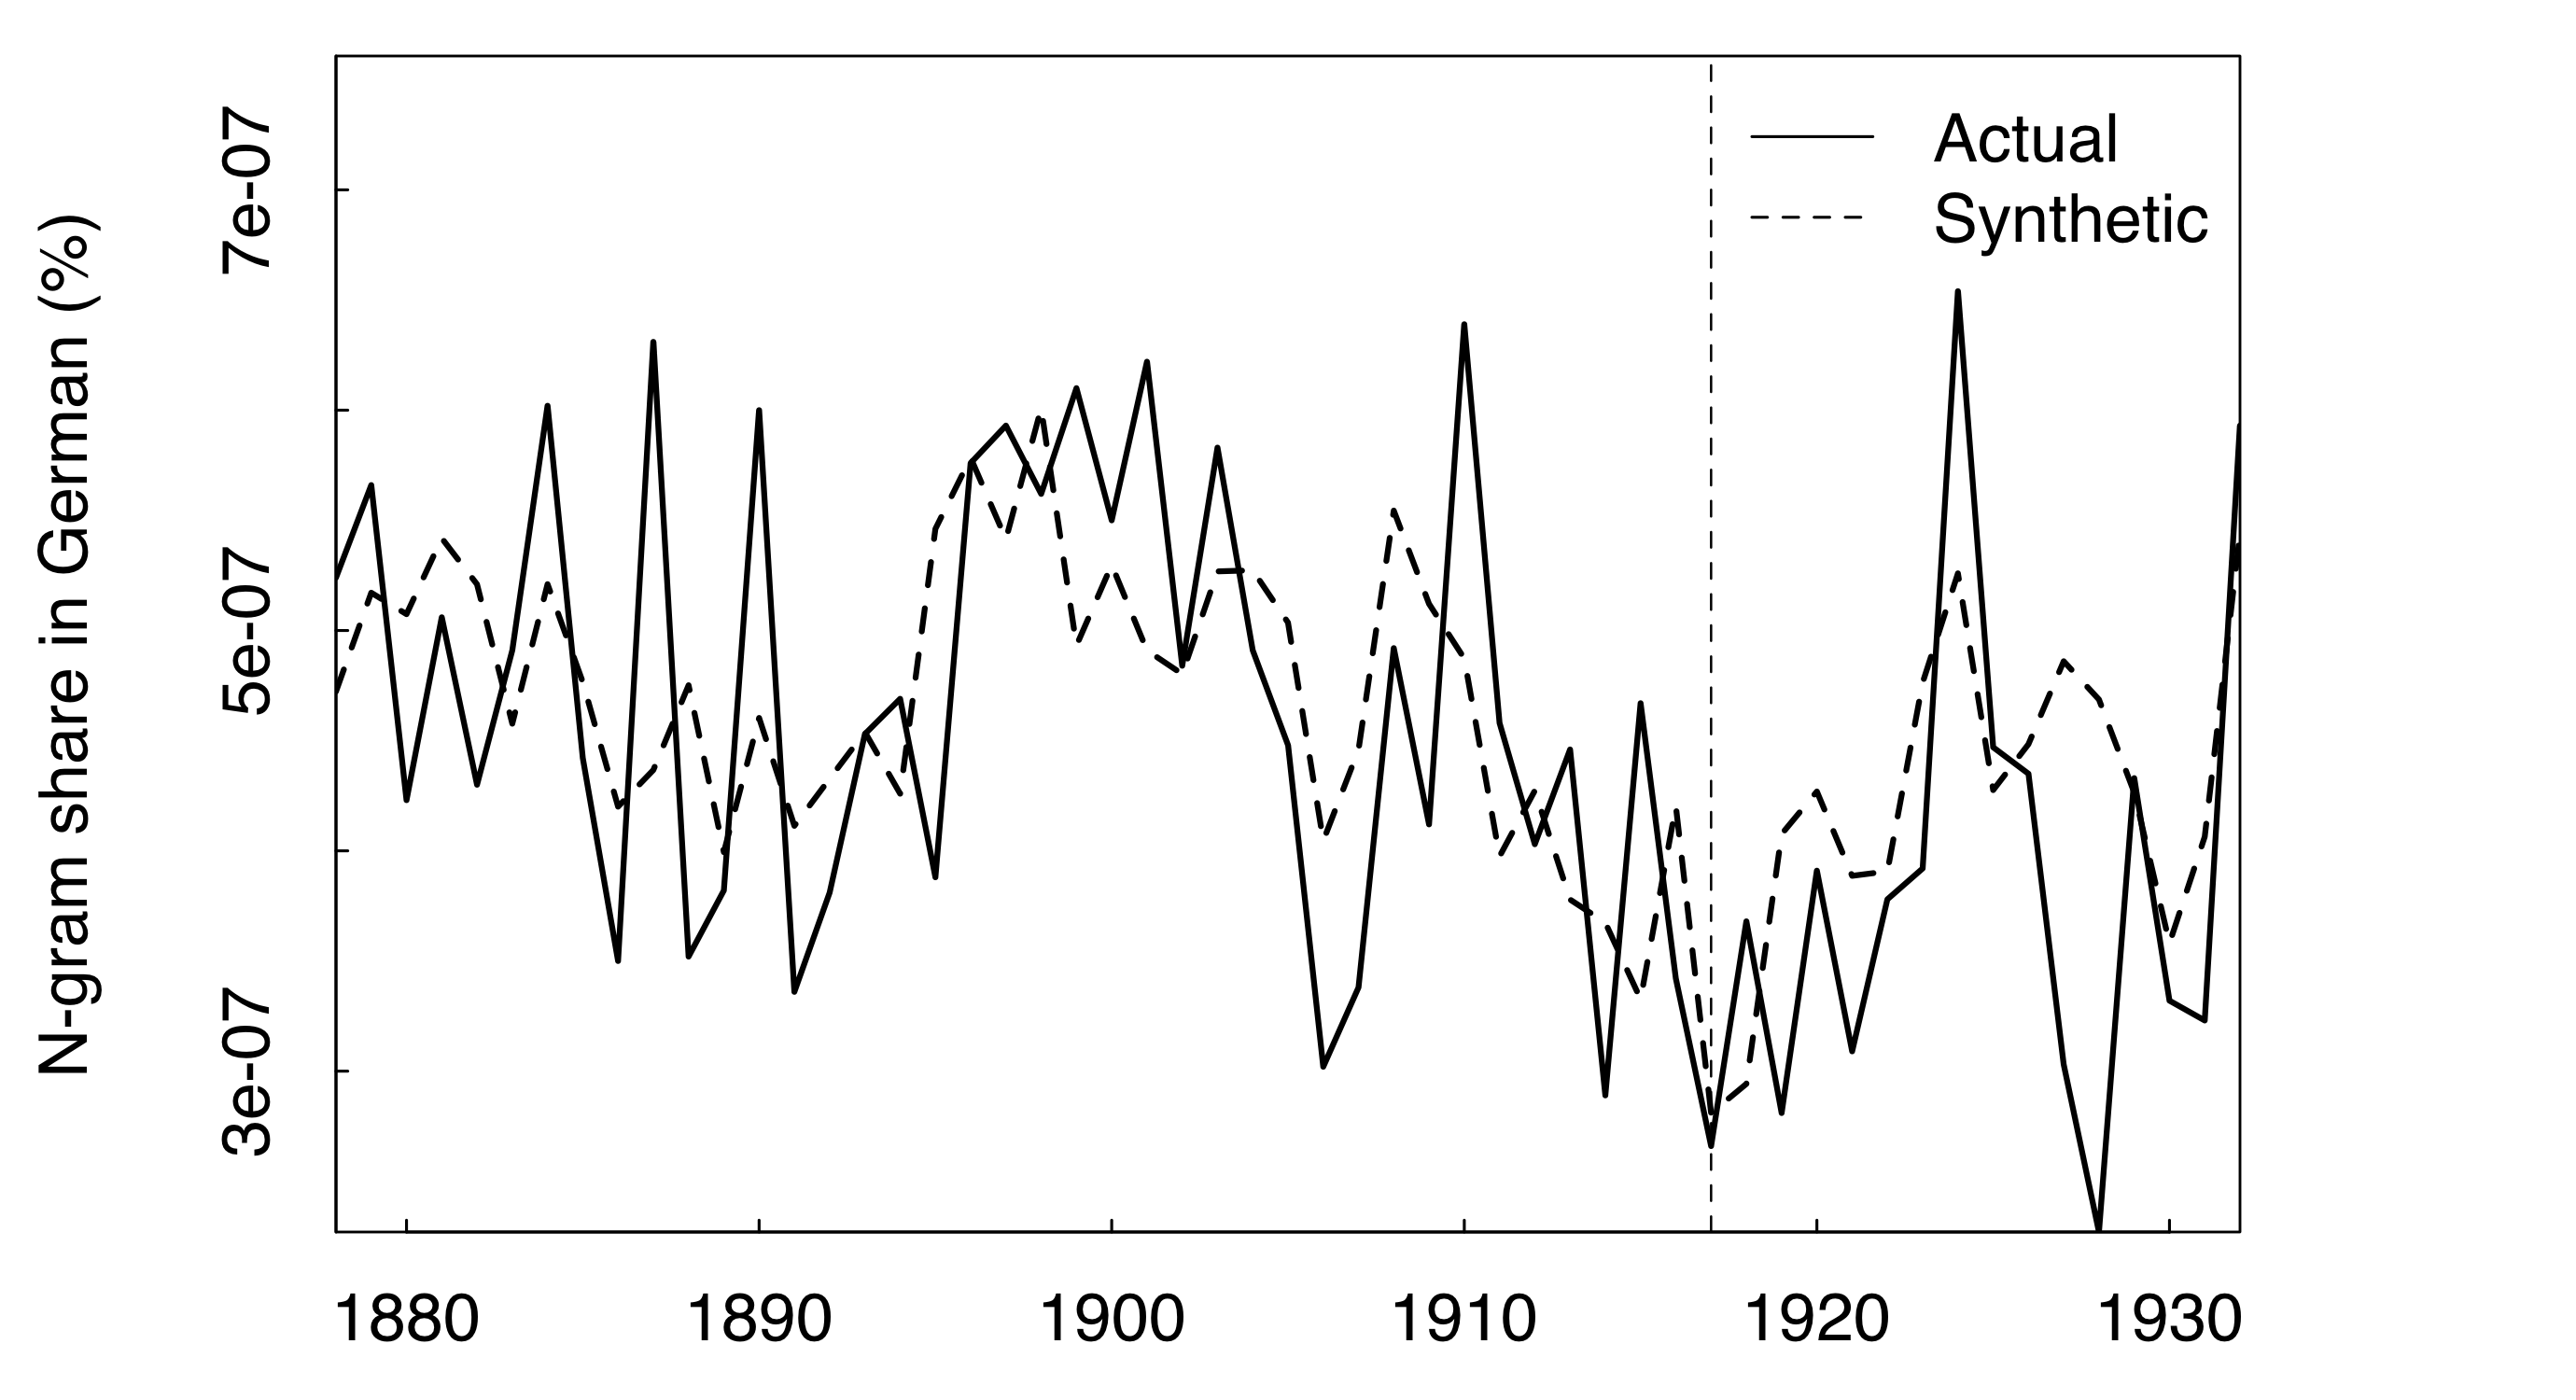 N-gram share in German (%)
7e-07
5e-07
3e-07
Actual
Synthetic
1880 1890 1900 1910 1920 1930